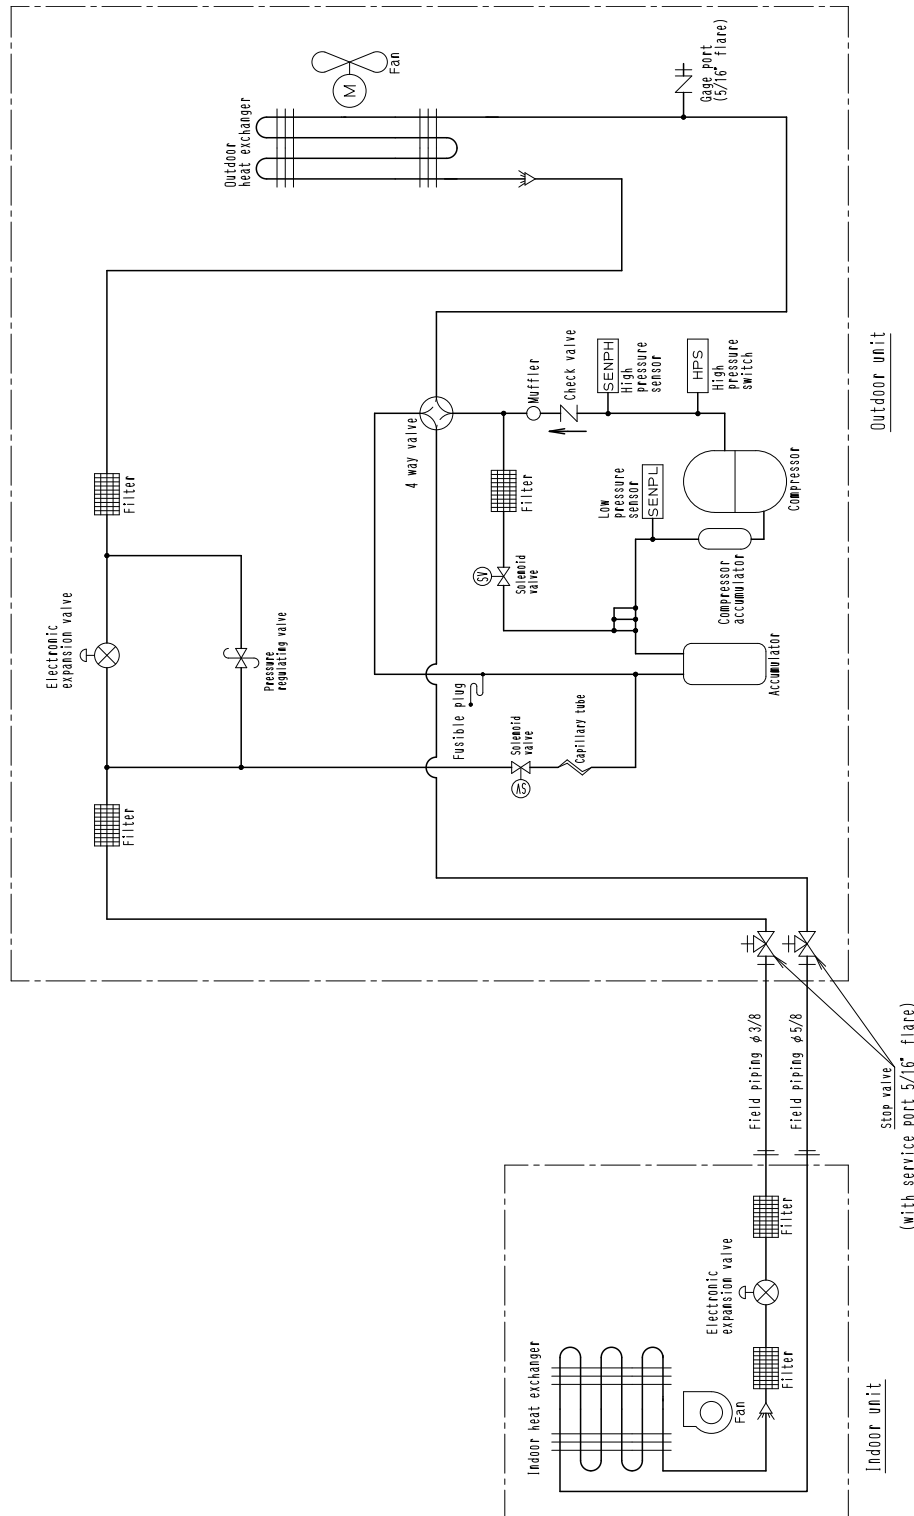 Outdoor
heat exchanger
M
Fan
Gage port
(5/16" flare)
Outdoor unit
4 way valve
Muffler
Check valve
SENPH
High
pressure
sensor
HPS
High
pressure
switch
Compressor
Low
pressure
sensor
SENPL
Compressor
accumulator
Accumulator
Filter
SV
Solenoid
valve
Filter
Electronic
expansion valve
Pressure
regulating valve
Fusible plug
Solenoid
valve
SV
Capillary tube
Filter
Stop valve
(with service port 5/16" flare)
Field piping ϕ3/8
Field piping ϕ5/8
Indoor unit
Filter
Electronic
expansion valve
Filter
Indoor heat exchanger
Fan